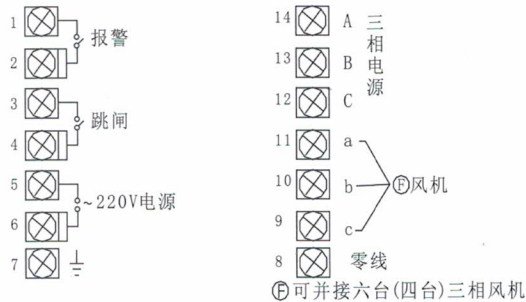 1
报警
2
3
跳闸
4
5
~220V电源
6
7
14 A 三相电源
13 B
12 C
11 a
10 b Ⓕ风机
9 c
8 零线
Ⓕ可并接六台(四台)三相风机